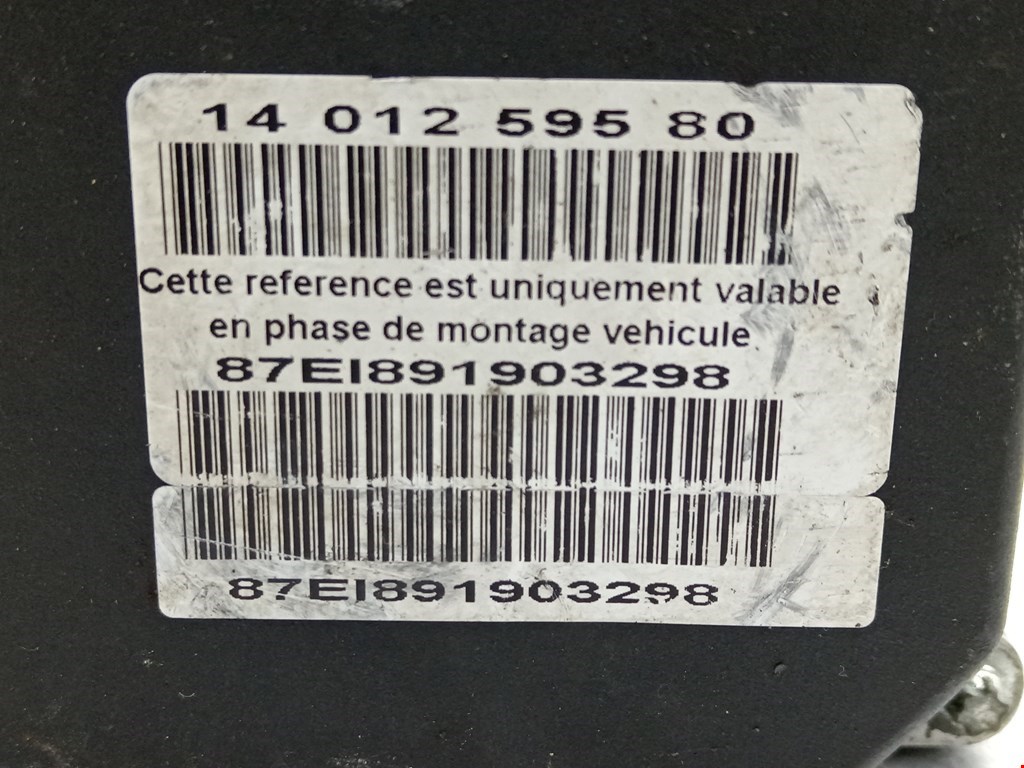 14 012 595 80
Cette reference est uniquement valable
en phase de montage vehicule
87EI891903298
87EI891903298